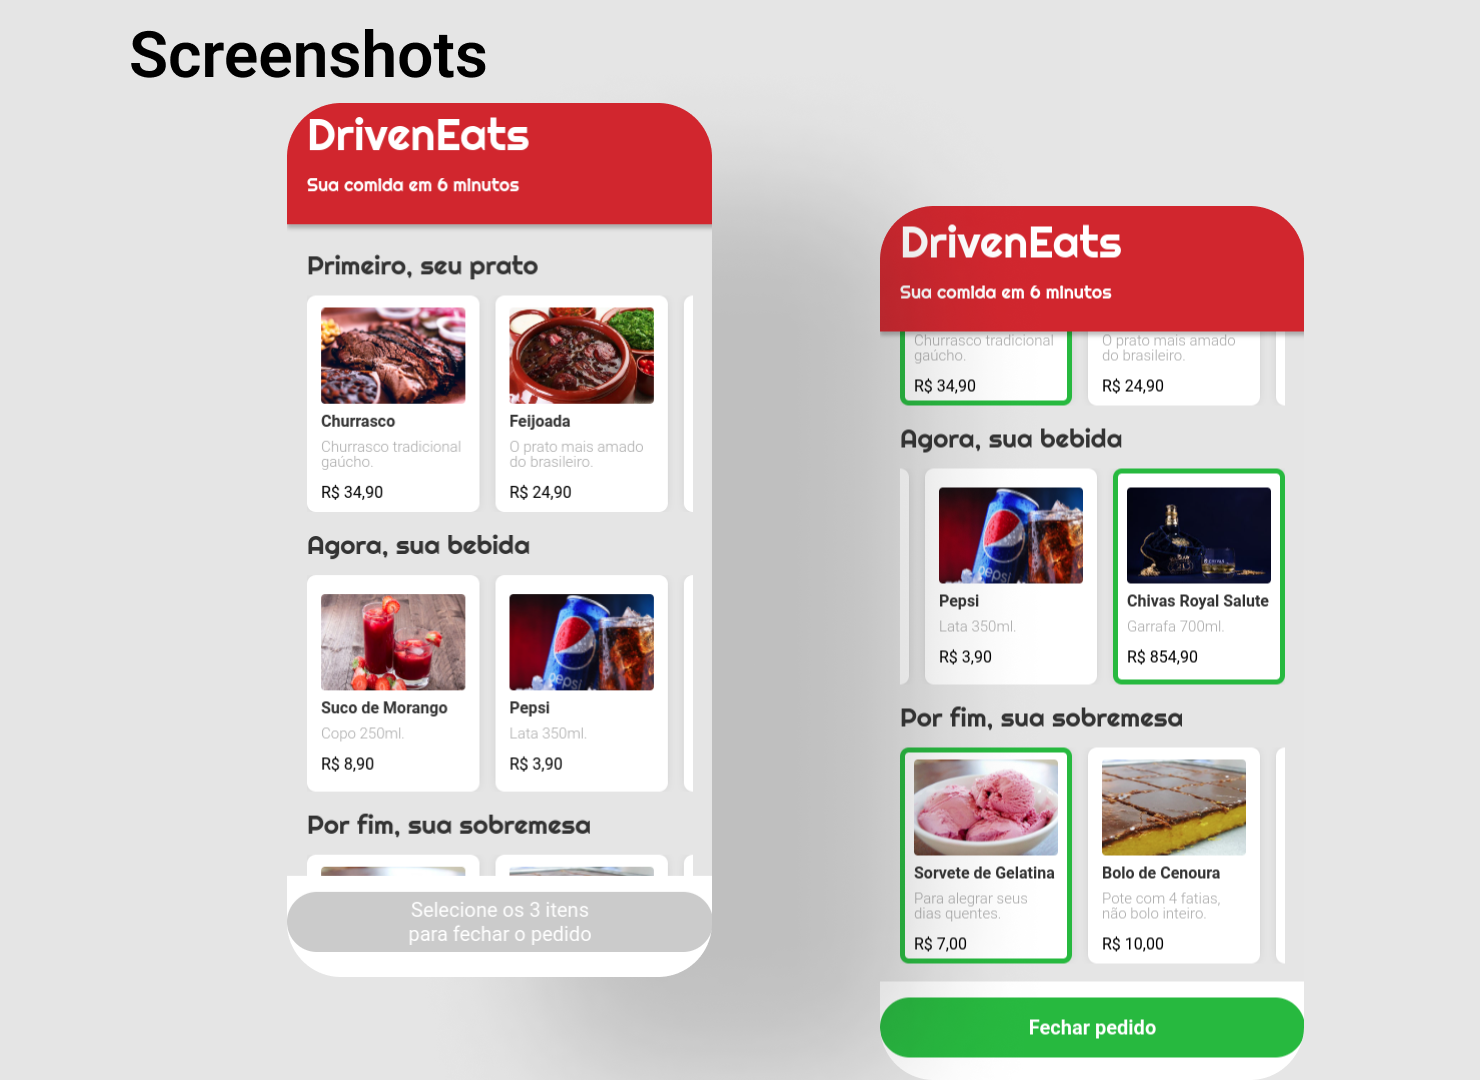 Screenshots
DrivenEats
Sua comida em 6 minutos
Primeiro, seu prato
Churrasco
Churrasco tradicional
gaúcho.
R$ 34,90
Feijoada
O prato mais amado
do brasileiro.
R$ 24,90
Agora, sua bebida
Suco de Morango
Copo 250ml.
R$ 8,90
pepsi
Pepsi
Lata 350ml.
R$ 3,90
Por fim, sua sobremesa
Selecione os 3 itens
para fechar o pedido
DrivenEats
Sua comida em 6 minutos
Churrasco tradicional
gaúcho.
R$ 34,90
O prato mais amado
do brasileiro.
R$ 24,90
Agora, sua bebida
pepsi
Pepsi
Lata 350ml.
R$ 3,90
Chivas Royal Salute
Garrafa 700ml.
R$ 854,90
Por fim, sua sobremesa
Sorvete de Gelatina
Para alegrar seus
dias quentes.
R$ 7,00
Bolo de Cenoura
Pote com 4 fatias,
não bolo inteiro.
R$ 10,00
Fechar pedido